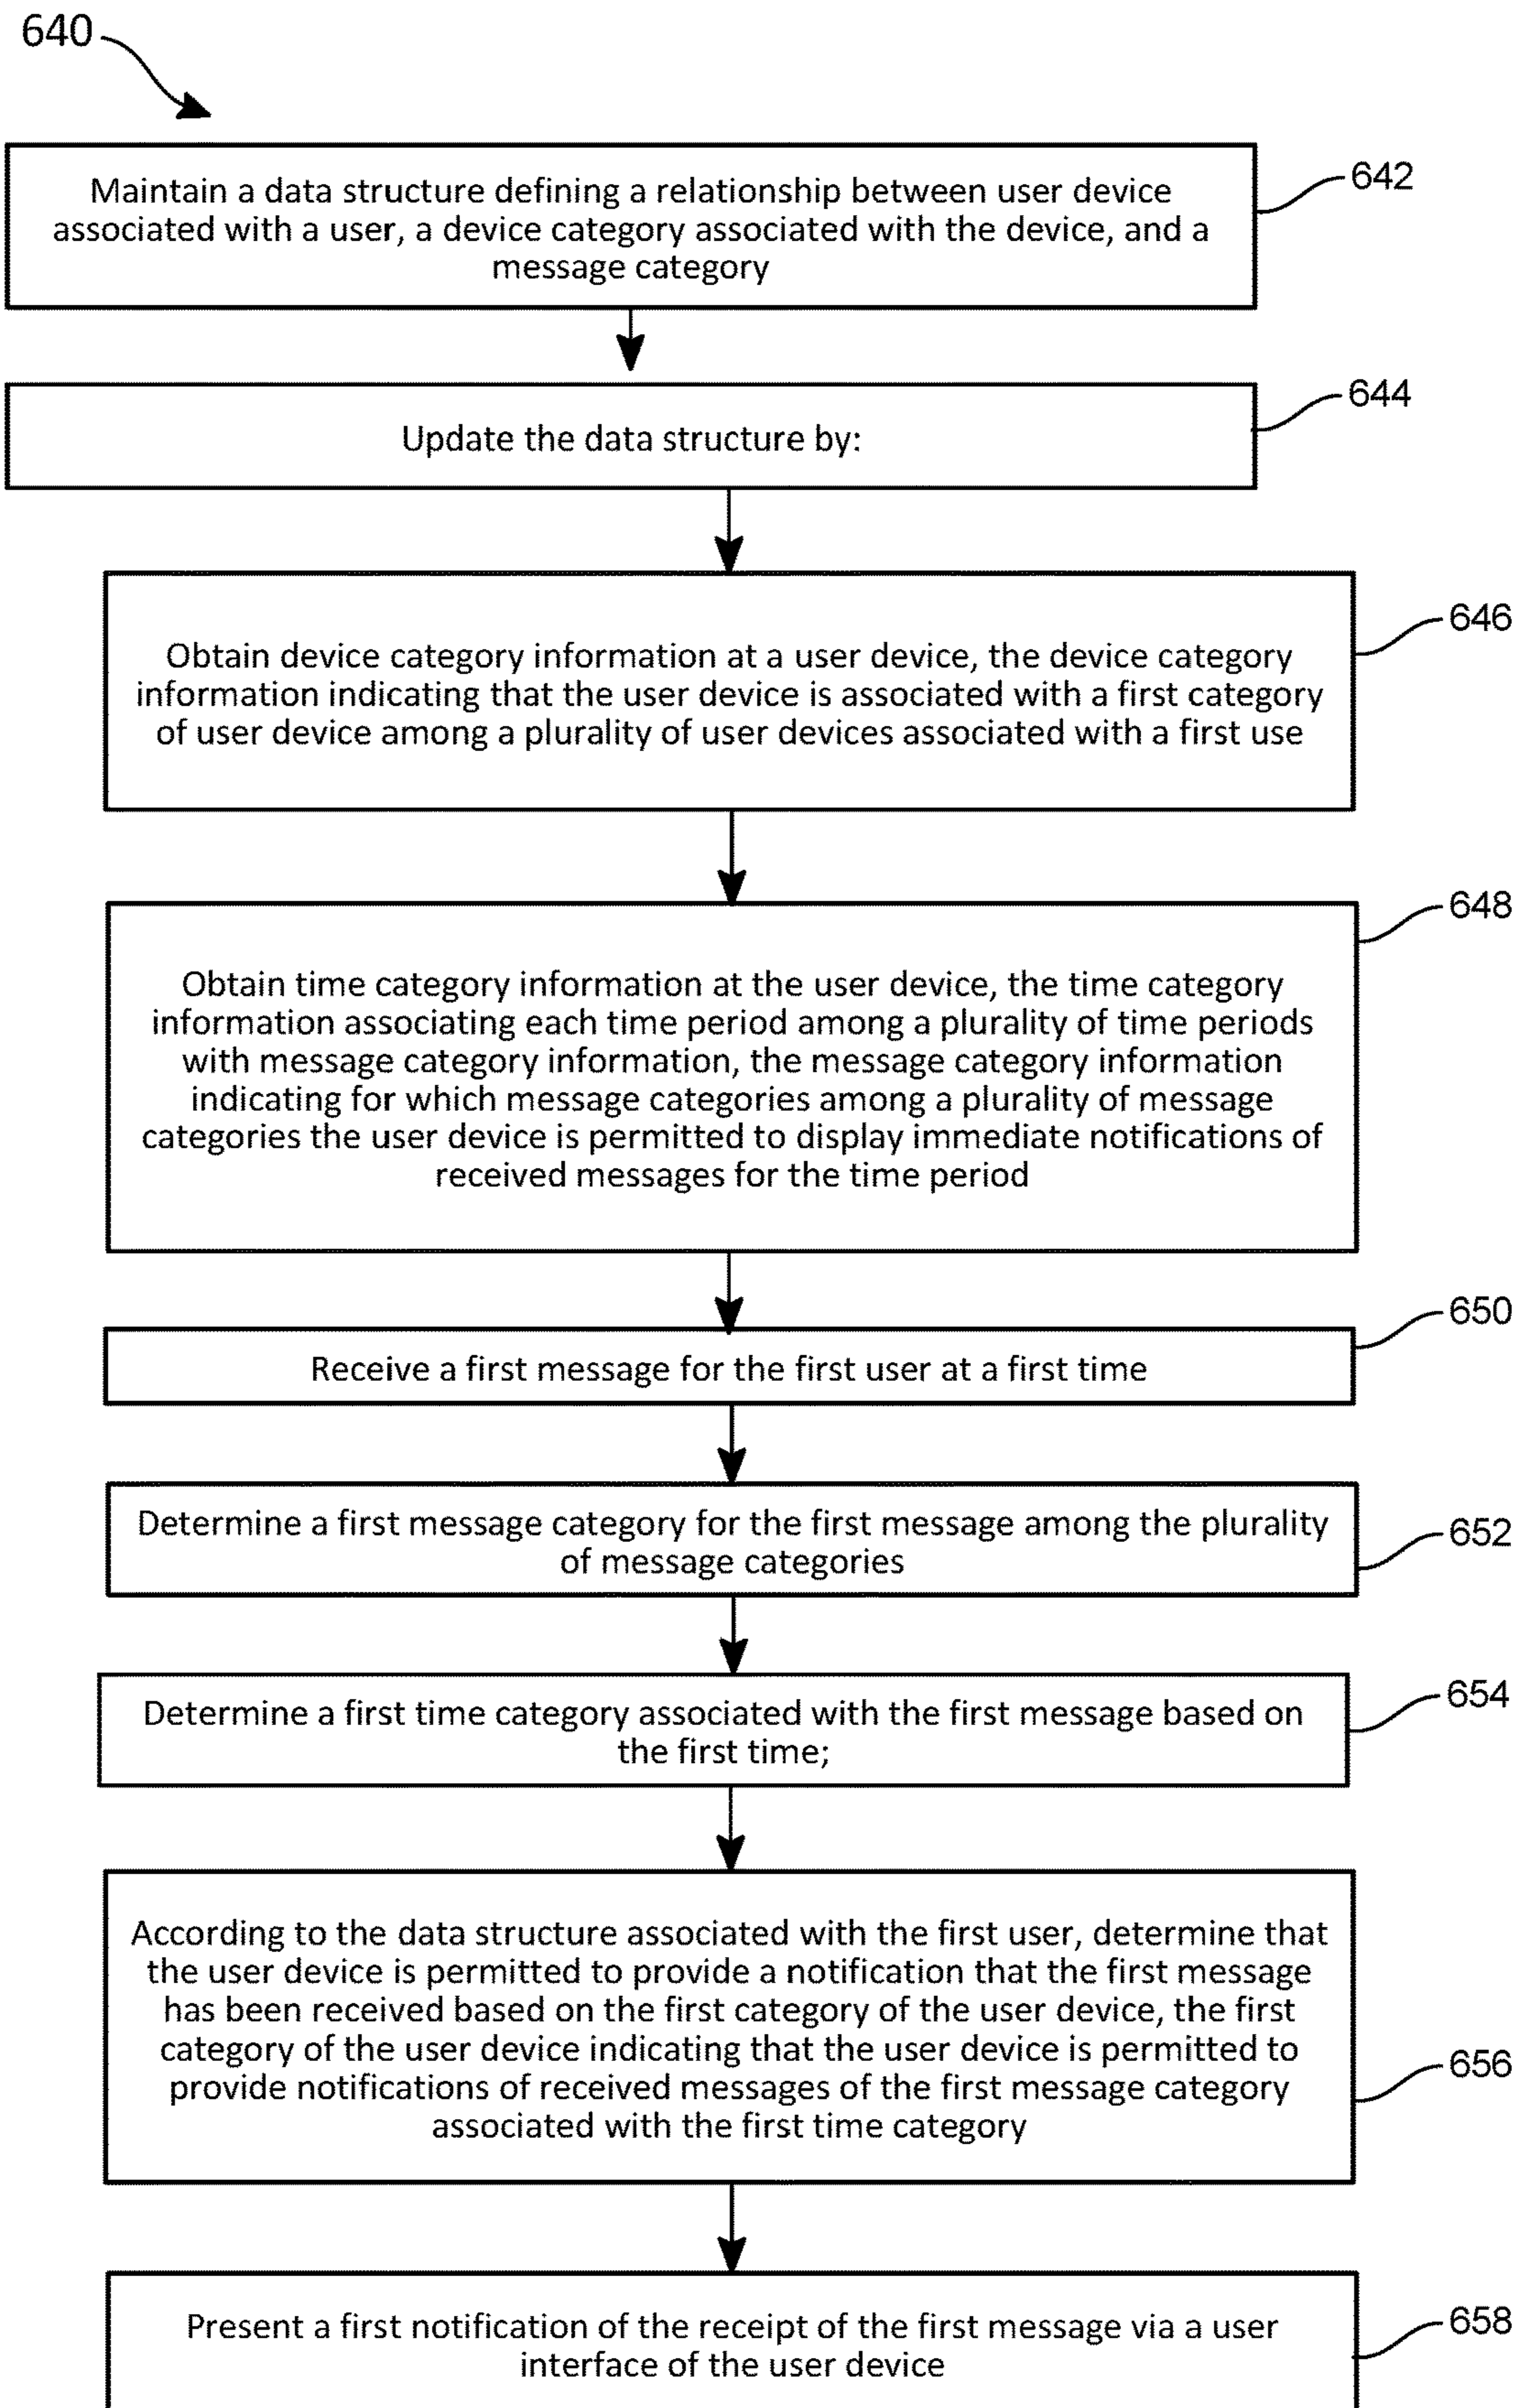 640
Maintain a data structure defining a relationship between user device
associated with a user, a device category associated with the device, and a
message category
642
Update the data structure by:
644
Obtain device category information at a user device, the device category
information indicating that the user device is associated with a first category
of user device among a plurality of user devices associated with a first use
646
Obtain time category information at the user device, the time category
information associating each time period among a plurality of time periods
with message category information, the message category information
indicating for which message categories among a plurality of message
categories the user device is permitted to display immediate notifications of
received messages for the time period
648
Receive a first message for the first user at a first time
650
Determine a first message category for the first message among the plurality
of message categories
652
Determine a first time category associated with the first message based on
the first time;
654
According to the data structure associated with the first user, determine that
the user device is permitted to provide a notification that the first message
has been received based on the first category of the user device, the first
category of the user device indicating that the user device is permitted to
provide notifications of received messages of the first message category
associated with the first time category
656
Present a first notification of the receipt of the first message via a user
interface of the user device
658